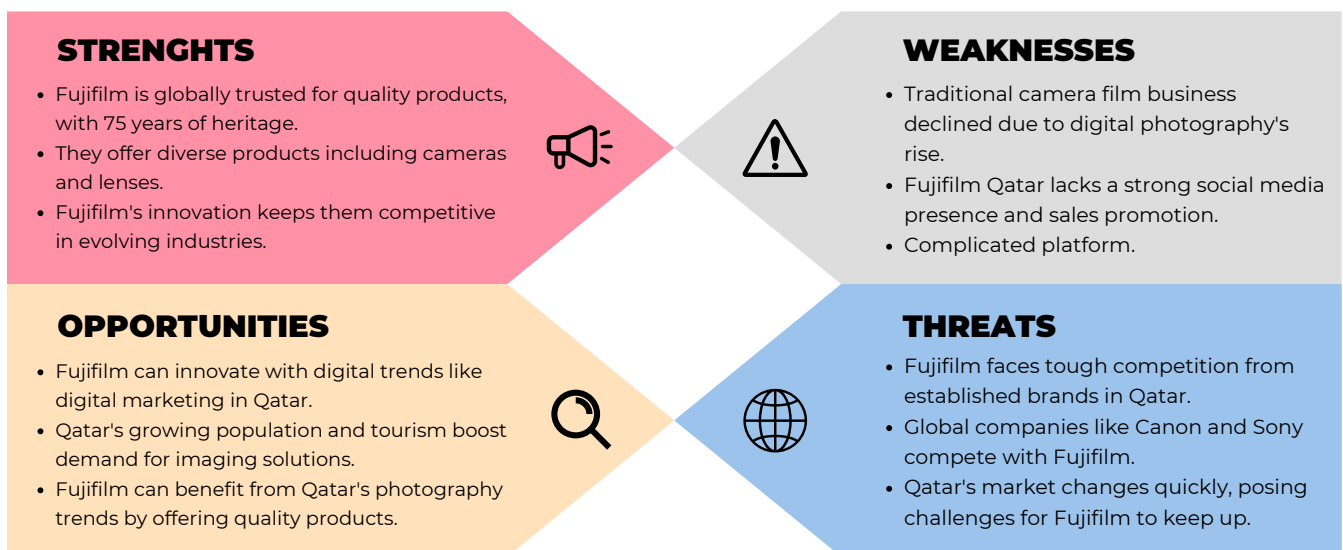 STRENGHTS
• Fujifilm is globally trusted for quality products,
with 75 years of heritage.
• They offer diverse products including cameras
and lenses.
• Fujifilm's innovation keeps them competitive
in evolving industries.
WEAKNESSES
• Traditional camera film business
declined due to digital photography's
rise.
• Fujifilm Qatar lacks a strong social media
presence and sales promotion.
• Complicated platform.
OPPORTUNITIES
• Fujifilm can innovate with digital trends like
digital marketing in Qatar.
• Qatar's growing population and tourism boost
demand for imaging solutions.
• Fujifilm can benefit from Qatar's photography
trends by offering quality products.
THREATS
• Fujifilm faces tough competition from
established brands in Qatar.
• Global companies like Canon and Sony
compete with Fujifilm.
• Qatar's market changes quickly, posing
challenges for Fujifilm to keep up.